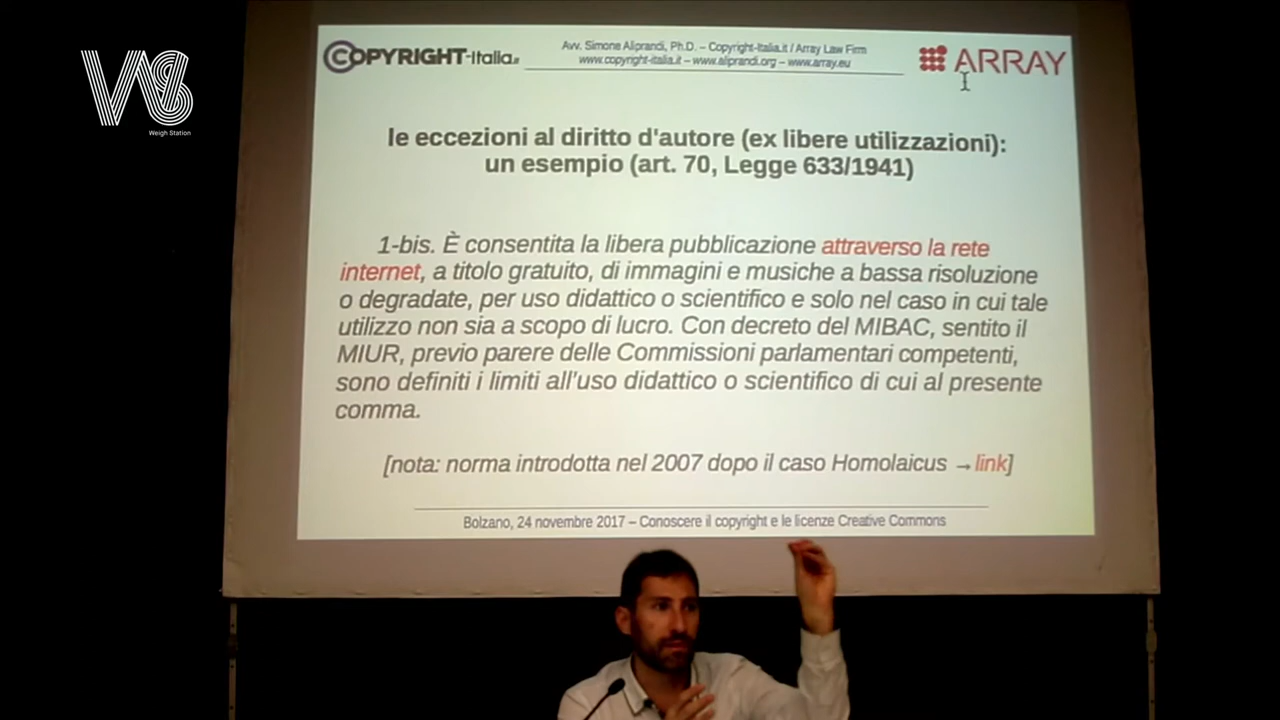 WS
Weigh Station
COPYRIGHT-Italia.it
Avv. Simone Aliprandi, Ph.D. – Copyright-Italia.it / Array Law Firm
www.copyright-italia.it – www.aliprandi.org – www.array.eu
ARRAY
le eccezioni al diritto d'autore (ex libere utilizzazioni):
un esempio (art. 70, Legge 633/1941)
1-bis. È consentita la libera pubblicazione attraverso la rete
internet, a titolo gratuito, di immagini e musiche a bassa risoluzione
o degradate, per uso didattico o scientifico e solo nel caso in cui tale
utilizzo non sia a scopo di lucro. Con decreto del MIBAC, sentito il
MIUR, previo parere delle Commissioni parlamentari competenti,
sono definiti i limiti all'uso didattico o scientifico di cui al presente
comma.
[nota: norma introdotta nel 2007 dopo il caso Homolaicus →link]
Bolzano, 24 novembre 2017 – Conoscere il copyright e le licenze Creative Commons